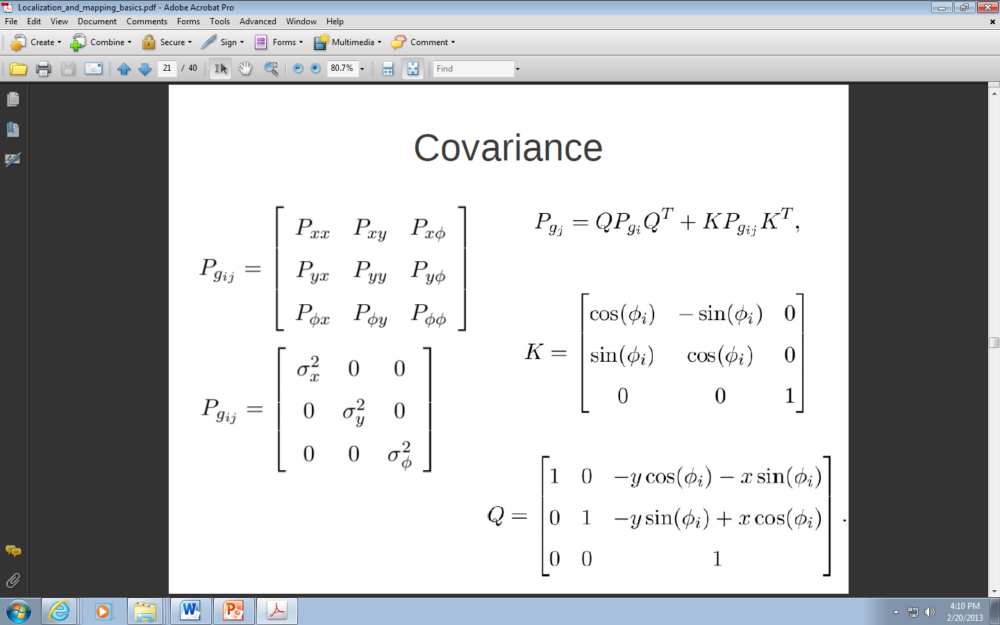 Localization_and_mapping_basics.pdf - Adobe Acrobat Pro
File Edit View Document Comments Forms Tools Advanced Window Help
Create Combine Secure Sign Forms Multimedia Comment
21 / 40 80.7% Find
Covariance
P_{g_{ij}} = [ P_{xx} P_{xy} P_{xϕ}
P_{yx} P_{yy} P_{yϕ}
P_{ϕx} P_{ϕy} P_{ϕϕ} ]
P_{g_{ij}} = [ σ_x^2 0 0
0 σ_y^2 0
0 0 σ_ϕ^2 ]
P_{g_j} = QP_{g_i}Q^T + KP_{g_{ij}}K^T,
K = [ cos(ϕ_i) − sin(ϕ_i) 0
sin(ϕ_i) cos(ϕ_i) 0
0 0 1 ]
Q = [ 1 0 −y cos(ϕ_i) − x sin(ϕ_i)
0 1 −y sin(ϕ_i) + x cos(ϕ_i)
0 0 1 ] .
4:10 PM
2/20/2013